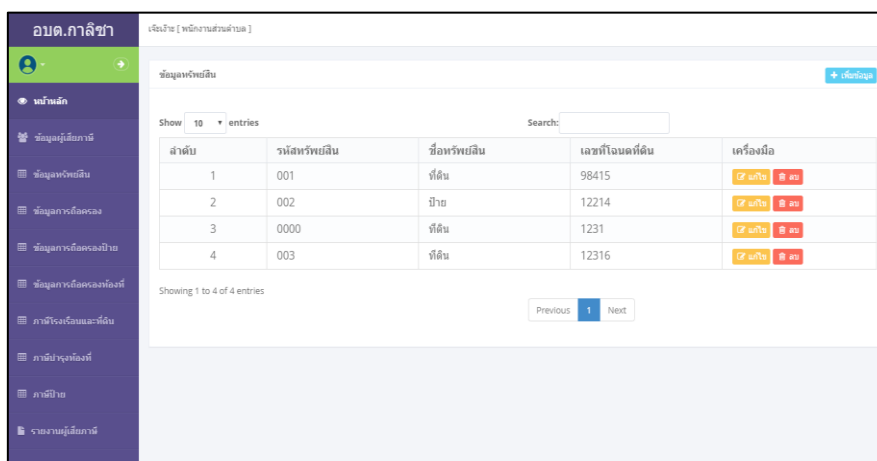 อบต.กาลิซา
เจ๊ะเง๊าะ [ พนักงานส่วนตำบล ]
หน้าหลัก
ข้อมูลผู้เสียภาษี
ข้อมูลทรัพย์สิน
ข้อมูลการถือครอง
ข้อมูลการถือครองป้าย
ข้อมูลการถือครองท้องที่
ภาษีโรงเรือนและที่ดิน
ภาษีบำรุงท้องที่
ภาษีป้าย
รายงานผู้เสียภาษี
ข้อมูลทรัพย์สิน
+ เพิ่มข้อมูล
Show 10 entries Search:
ลำดับ รหัสทรัพย์สิน ชื่อทรัพย์สิน เลขที่โฉนดที่ดิน เครื่องมือ
1 001 ที่ดิน 98415 แก้ไข ลบ
2 002 ป้าย 12214 แก้ไข ลบ
3 0000 ที่ดิน 1231 แก้ไข ลบ
4 003 ที่ดิน 12316 แก้ไข ลบ
Showing 1 to 4 of 4 entries
Previous 1 Next